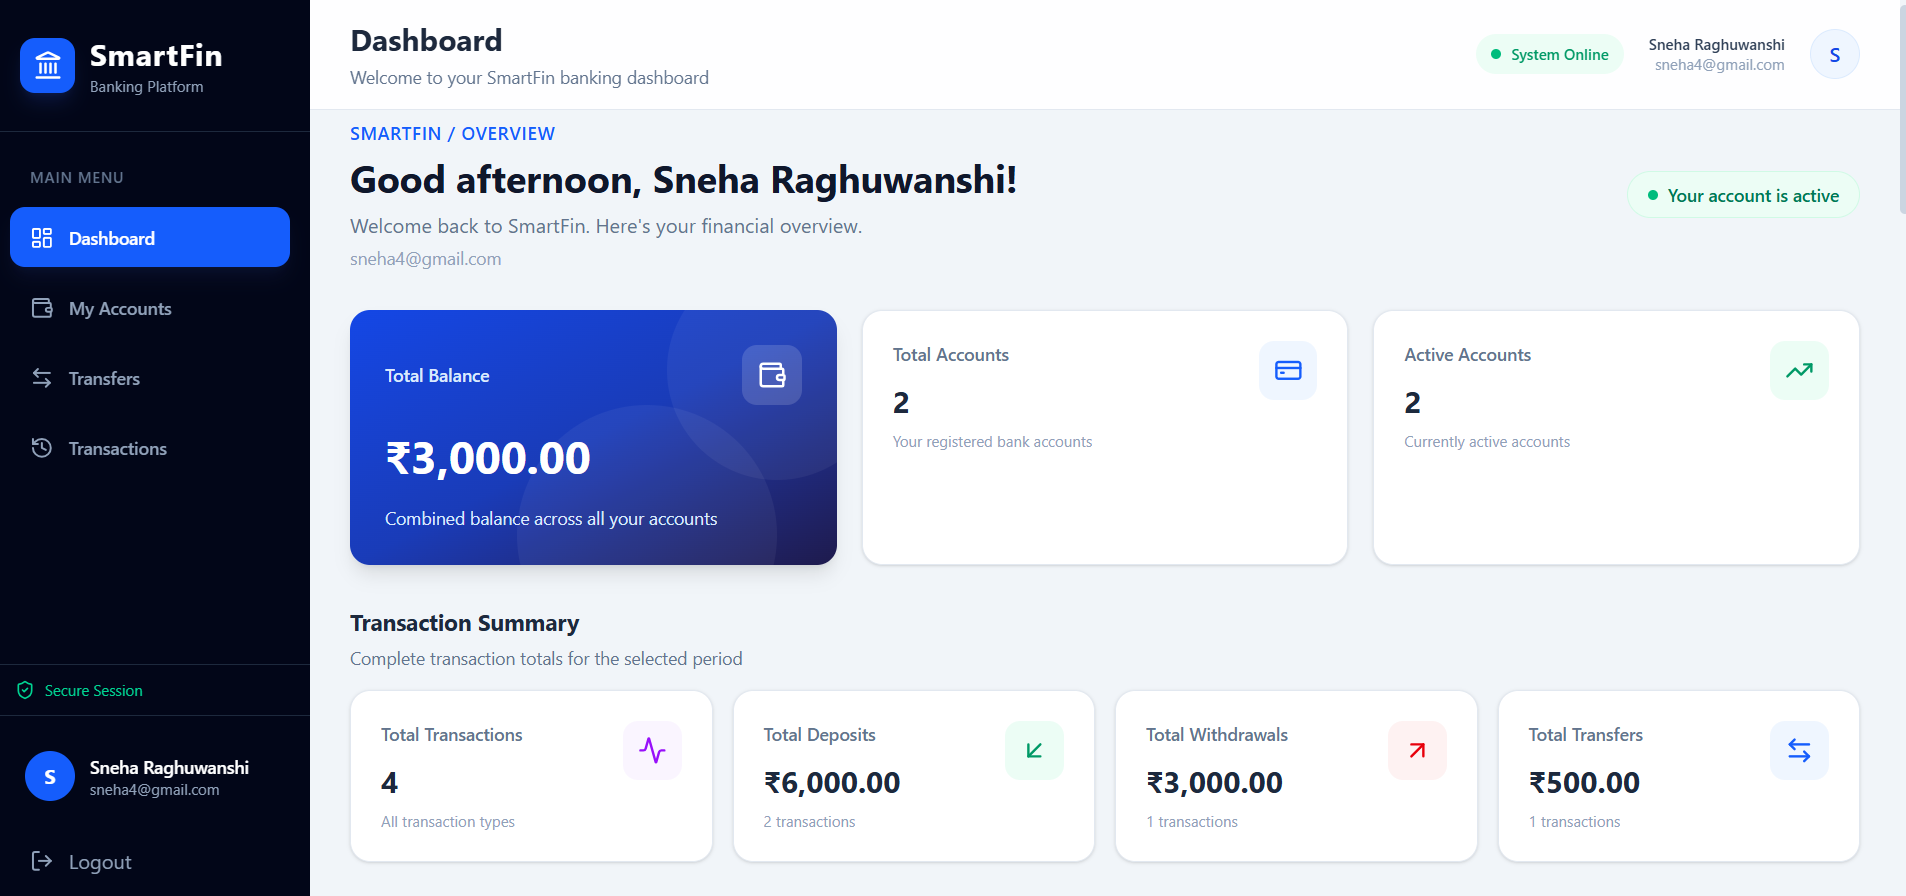 SmartFin
Banking Platform
MAIN MENU
Dashboard
My Accounts
Transfers
Transactions
Secure Session
S
Sneha Raghuwanshi
sneha4@gmail.com
Logout
Dashboard
Welcome to your SmartFin banking dashboard
System Online
Sneha Raghuwanshi
sneha4@gmail.com
S
SMARTFIN / OVERVIEW
Good afternoon, Sneha Raghuwanshi!
Welcome back to SmartFin. Here's your financial overview.
sneha4@gmail.com
Your account is active
Total Balance
₹3,000.00
Combined balance across all your accounts
Total Accounts
2
Your registered bank accounts
Active Accounts
2
Currently active accounts
Transaction Summary
Complete transaction totals for the selected period
Total Transactions
4
All transaction types
Total Deposits
₹6,000.00
2 transactions
Total Withdrawals
₹3,000.00
1 transactions
Total Transfers
₹500.00
1 transactions